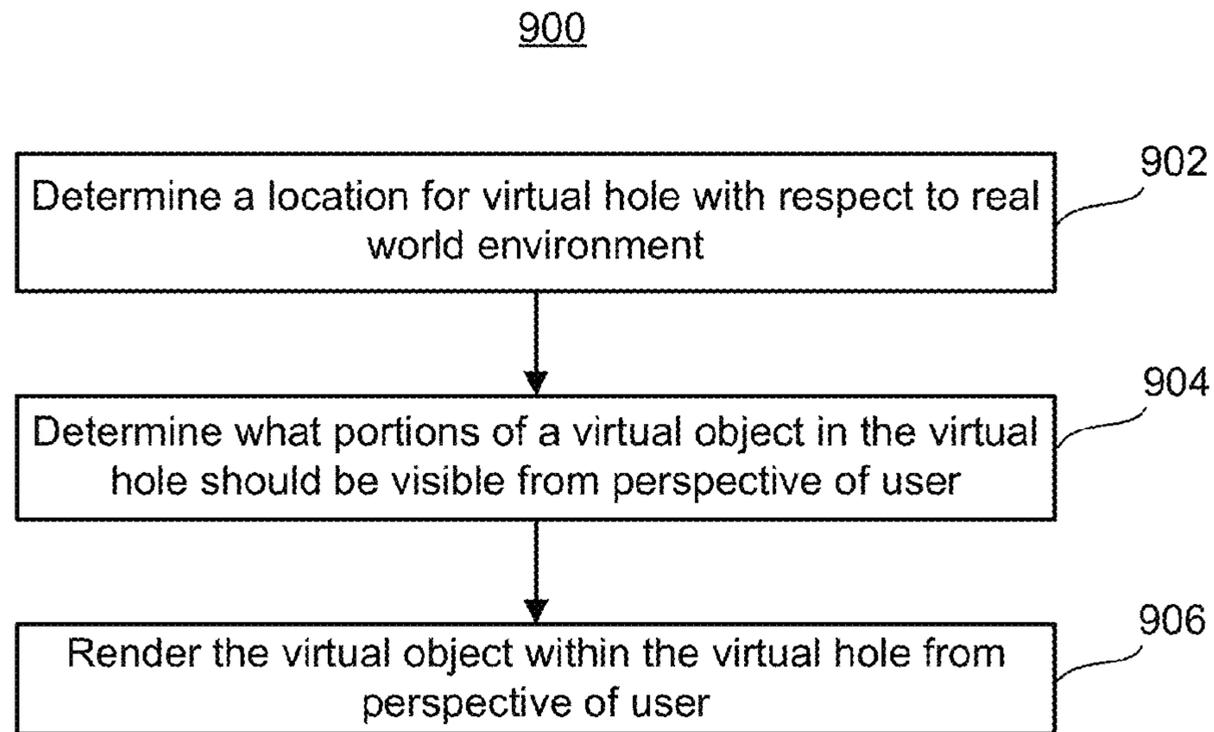 900
902
Determine a location for virtual hole with respect to real
world environment
904
Determine what portions of a virtual object in the virtual
hole should be visible from perspective of user
906
Render the virtual object within the virtual hole from
perspective of user